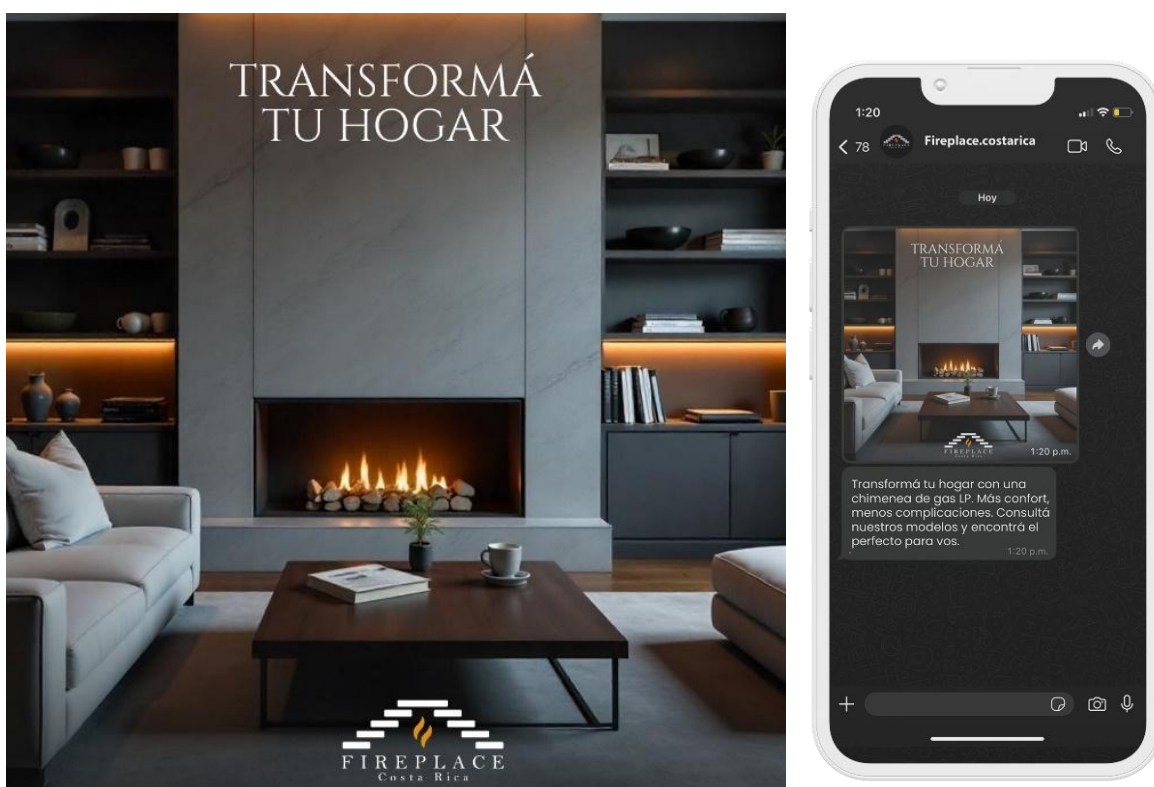 TRANSFORMÁ
TU HOGAR
FIREPLACE
Costa Rica
1:20
78
Fireplace.costarica
Hoy
TRANSFORMÁ
TU HOGAR
FIREPLACE
Costa Rica
1:20 p.m.
Transformá tu hogar con una
chimenea de gas LP. Más confort,
menos complicaciones. Consultá
nuestros modelos y encontrá el
perfecto para vos.
1:20 p.m.